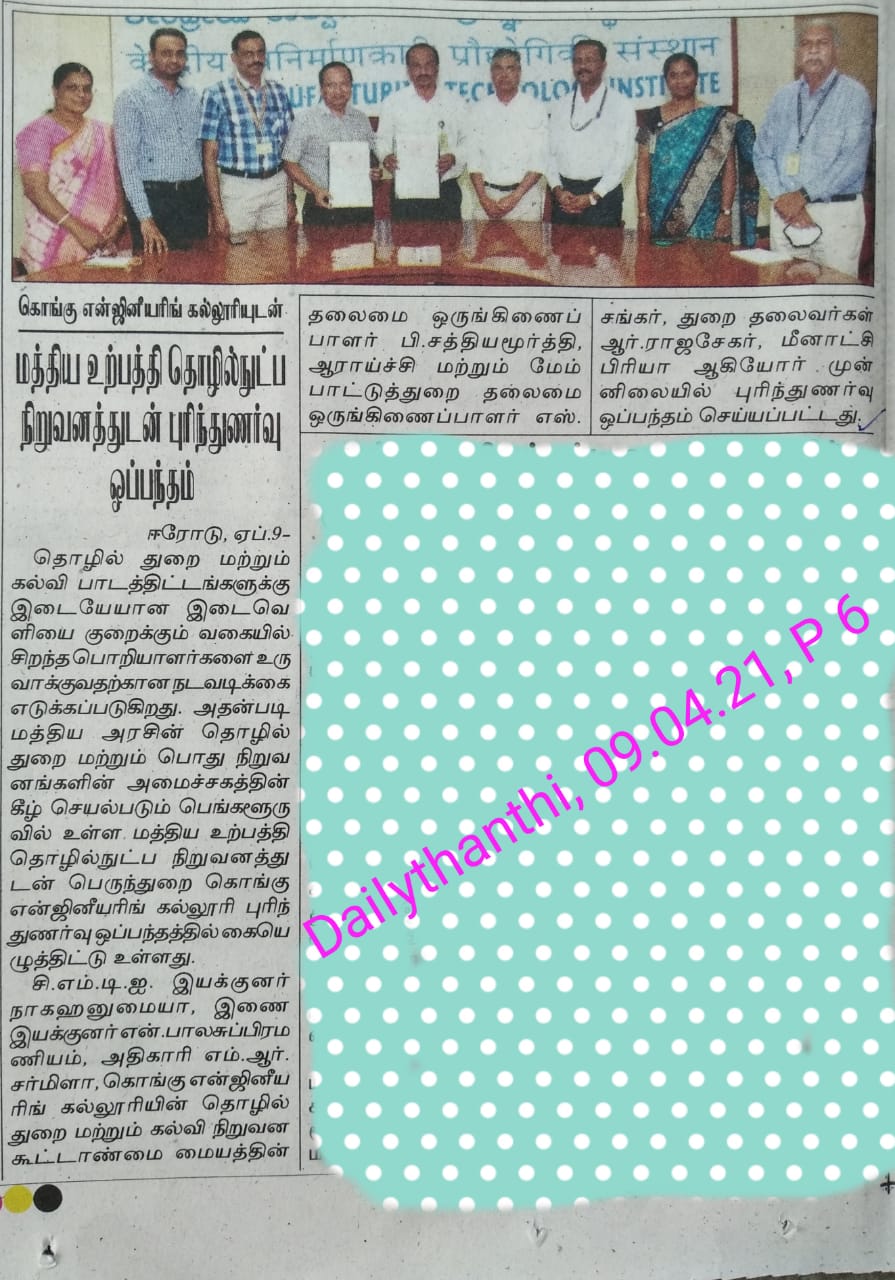 केन्द्रीय विनिर्माणकारी प्रौद्योगिकी संस्थान
UFACTURING TECHNOLOGY INSTITUTE
கொங்கு என்ஜினீயரிங் கல்லூரியுடன்
மத்திய உற்பத்தி தொழில்நுட்ப
நிறுவனத்துடன் புரிந்துணர்வு
ஒப்பந்தம்
ஈரோடு, ஏப்.9-
தொழில் துறை மற்றும்
கல்வி பாடத்திட்டங்களுக்கு
இடையேயான இடைவெ
ளியை குறைக்கும் வகையில்
சிறந்த பொறியாளர்களை உரு
வாக்குவதற்கான நடவடிக்கை
எடுக்கப்படுகிறது. அதன்படி
மத்திய அரசின் தொழில்
துறை மற்றும் பொது நிறுவ
னங்களின் அமைச்சகத்தின்
கீழ் செயல்படும் பெங்களூரு
வில் உள்ள மத்திய உற்பத்தி
தொழில்நுட்ப நிறுவனத்து
டன் பெருந்துறை கொங்கு
என்ஜினீயரிங் கல்லூரி புரிந்
துணர்வு ஒப்பந்தத்தில் கையெ
ழுத்திட்டு உள்ளது.
சி.எம்.டி.ஐ. இயக்குனர்
நாகஹனுமையா, இணை
இயக்குனர் என்.பாலசுப்பிரம
ணியம், அதிகாரி எம்.ஆர்.
சர்மிளா, கொங்கு என்ஜினீய
ரிங் கல்லூரியின் தொழில்
துறை மற்றும் கல்வி நிறுவன
கூட்டாண்மை மையத்தின்
தலைமை ஒருங்கிணைப்
பாளர் பி.சத்தியமூர்த்தி,
ஆராய்ச்சி மற்றும் மேம்
பாட்டுத்துறை தலைமை
ஒருங்கிணைப்பாளர் எஸ்.
சங்கர், துறை தலைவர்கள்
ஆர்.ராஜசேகர், மீனாட்சி
பிரியா ஆகியோர் முன்
னிலையில் புரிந்துணர்வு
ஒப்பந்தம் செய்யப்பட்டது.
Dailythanthi, 09.04.21, P 6